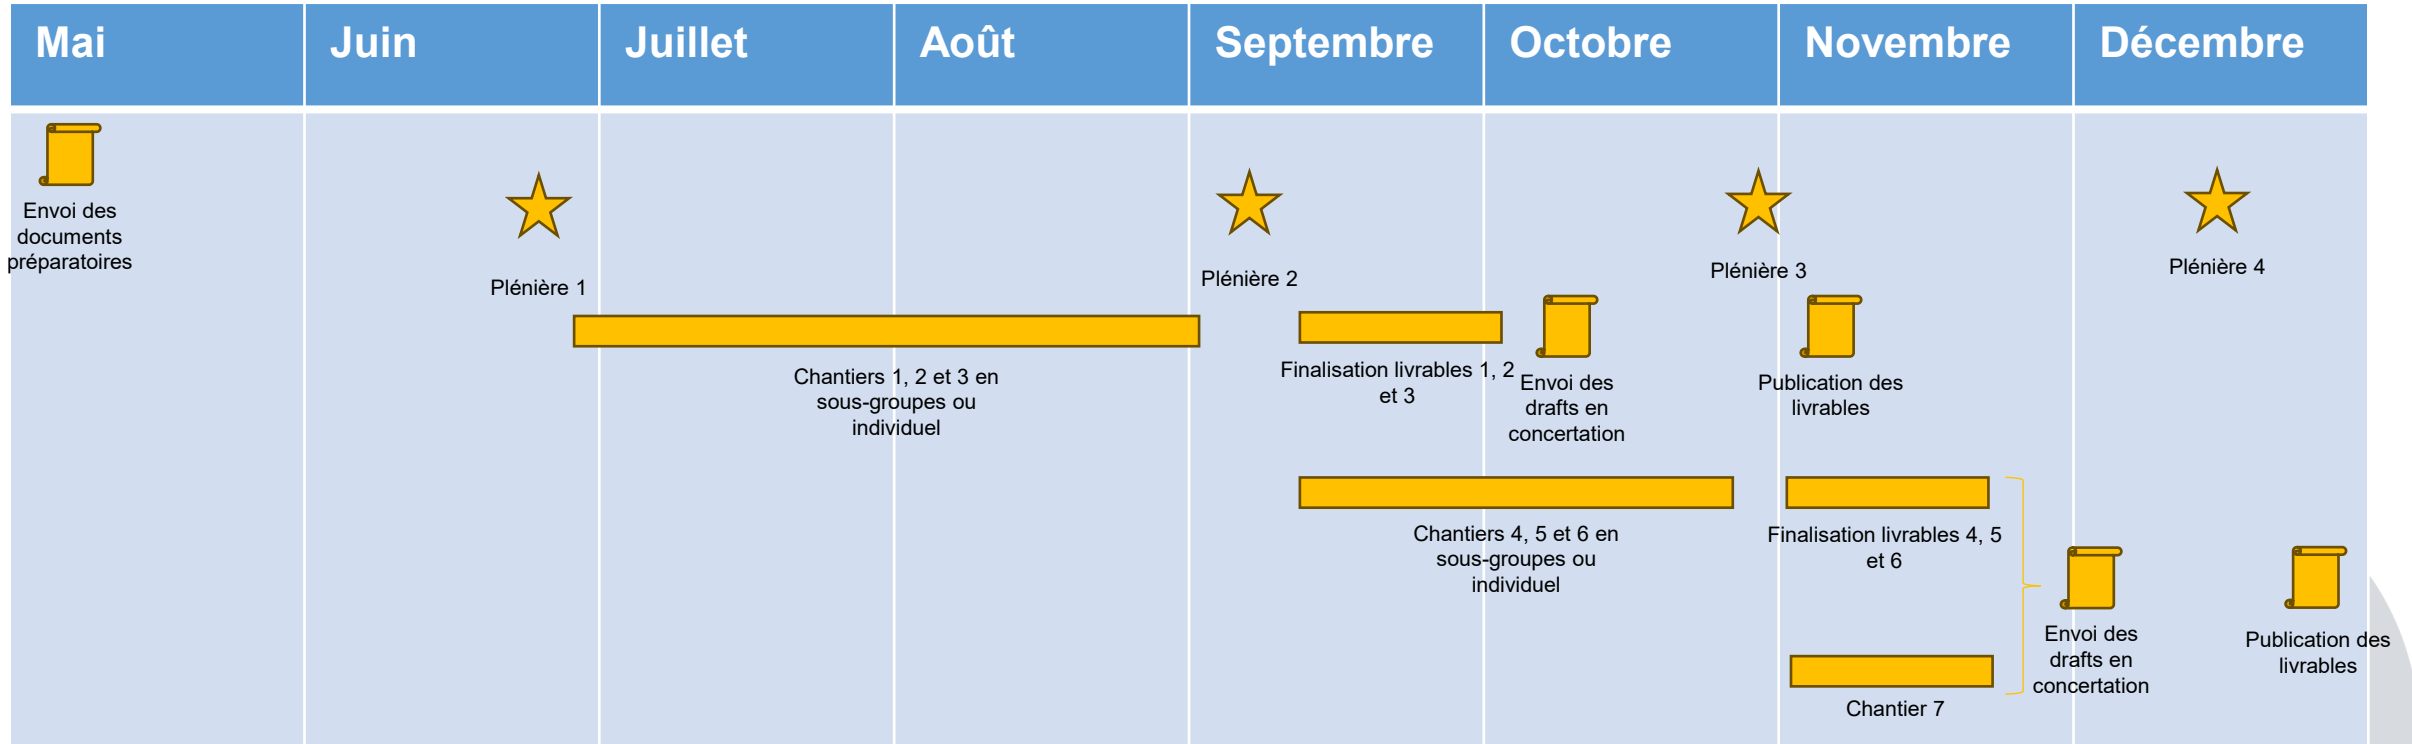 Mai
Juin
Juillet
Août
Septembre
Octobre
Novembre
Décembre
Envoi des
documents
préparatoires
Plénière 1
Plénière 2
Plénière 3
Plénière 4
Chantiers 1, 2 et 3 en
sous-groupes ou
individuel
Finalisation livrables 1, 2
et 3
Envoi des
drafts en
concertation
Publication des
livrables
Chantiers 4, 5 et 6 en
sous-groupes ou
individuel
Finalisation livrables 4, 5
et 6
Envoi des
drafts en
concertation
Publication des
livrables
Chantier 7